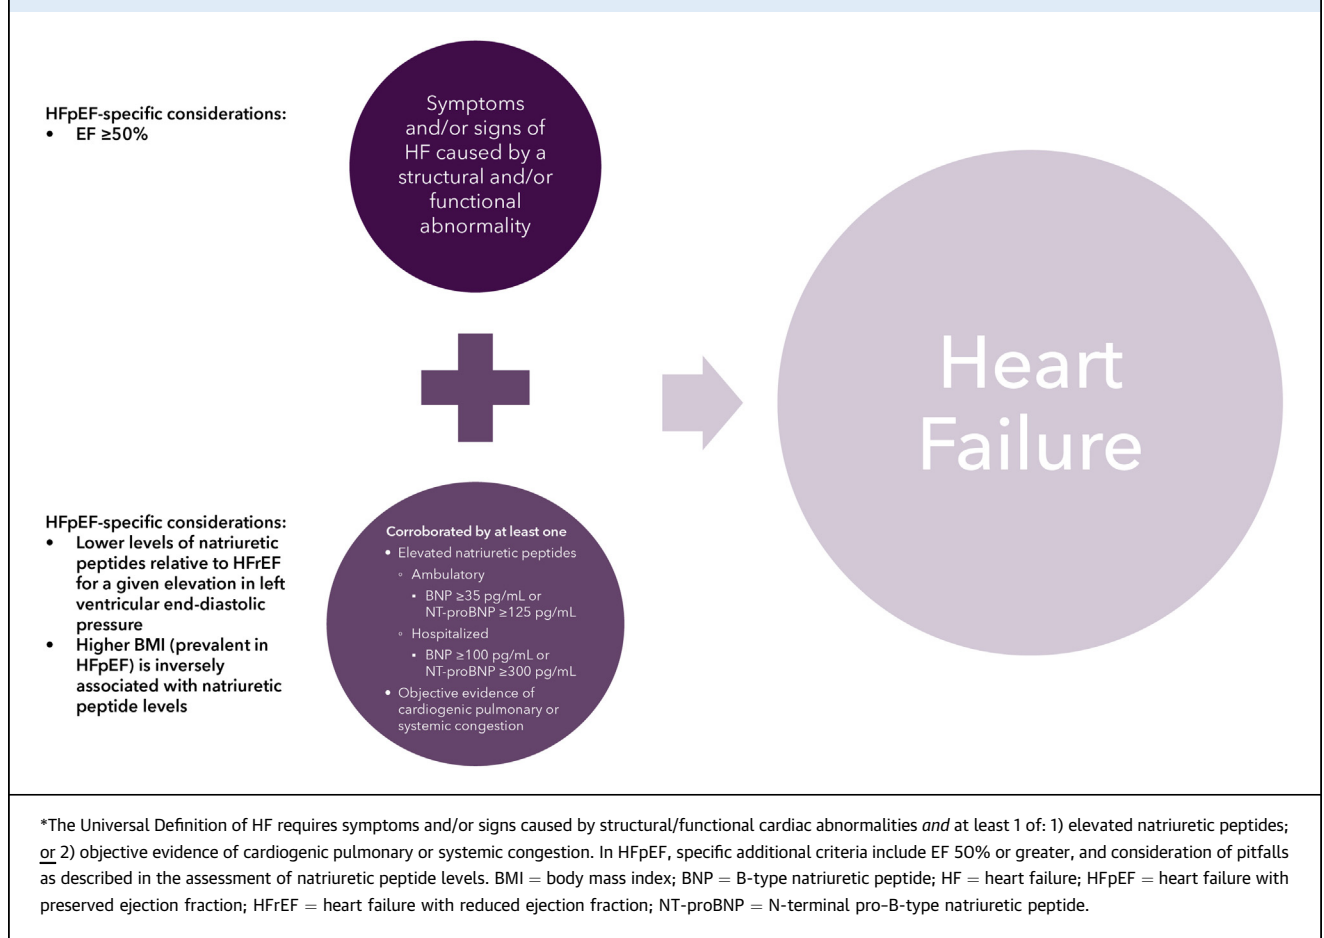 HFpEF-specific considerations:
• EF ≥50%
Symptoms
and/or signs of
HF caused by a
structural and/or
functional
abnormality
HFpEF-specific considerations:
• Lower levels of natriuretic
peptides relative to HFrEF
for a given elevation in left
ventricular end-diastolic
pressure
• Higher BMI (prevalent in
HFpEF) is inversely
associated with natriuretic
peptide levels
Corroborated by at least one
• Elevated natriuretic peptides
◦ Ambulatory
▪ BNP ≥35 pg/mL or
NT-proBNP ≥125 pg/mL
◦ Hospitalized
▪ BNP ≥100 pg/mL or
NT-proBNP ≥300 pg/mL
• Objective evidence of
cardiogenic pulmonary or
systemic congestion
Heart
Failure
*The Universal Definition of HF requires symptoms and/or signs caused by structural/functional cardiac abnormalities and at least 1 of: 1) elevated natriuretic peptides;
or 2) objective evidence of cardiogenic pulmonary or systemic congestion. In HFpEF, specific additional criteria include EF 50% or greater, and consideration of pitfalls
as described in the assessment of natriuretic peptide levels. BMI = body mass index; BNP = B-type natriuretic peptide; HF = heart failure; HFpEF = heart failure with
preserved ejection fraction; HFrEF = heart failure with reduced ejection fraction; NT-proBNP = N-terminal pro–B-type natriuretic peptide.